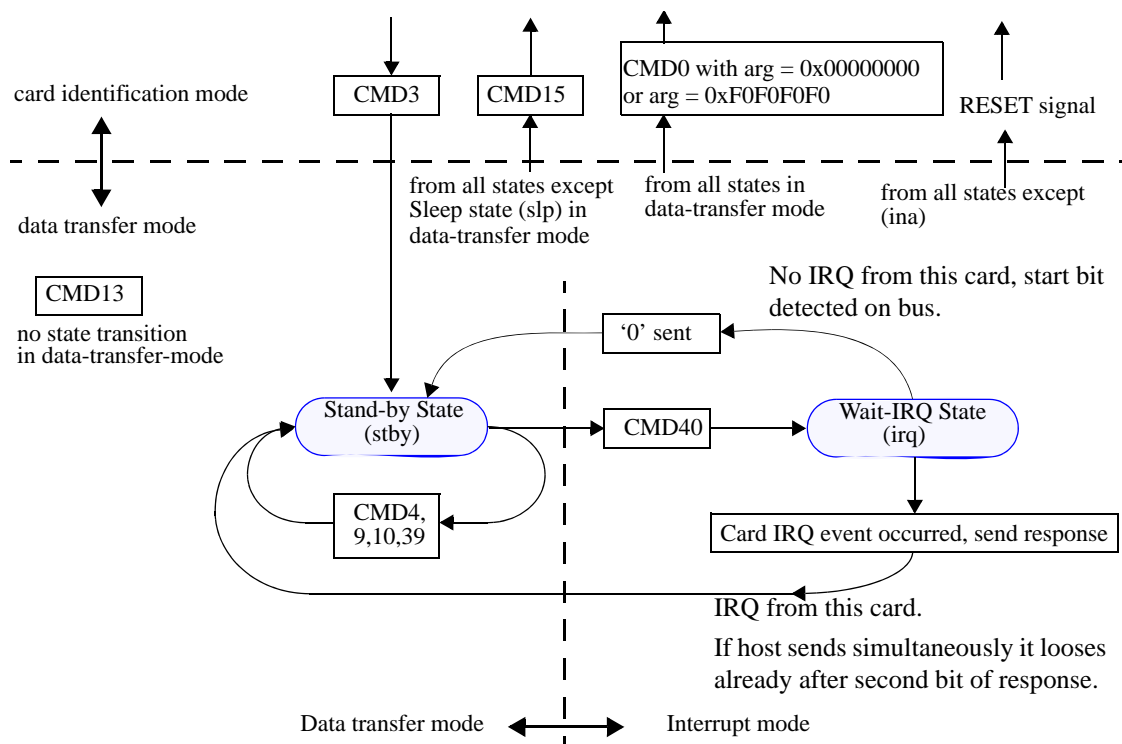 CMD3
CMD15
CMD0 with arg = 0x00000000
or arg = 0xF0F0F0F0
card identification mode
RESET signal
from all states except
Sleep state (slp) in
data-transfer mode
from all states in
data-transfer mode
from all states except
(ina)
data transfer mode
CMD13
no state transition
in data-transfer-mode
No IRQ from this card, start bit
detected on bus.
‘0’ sent
Stand-by State
(stby)
CMD40
Wait-IRQ State
(irq)
CMD4,
9,10,39
Card IRQ event occurred, send response
IRQ from this card.
If host sends simultaneously it looses
already after second bit of response.
Data transfer mode
Interrupt mode